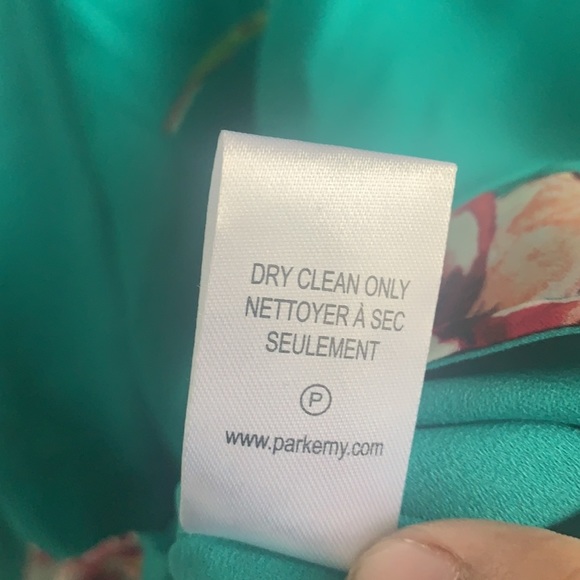 DRY CLEAN ONLY
NETTOYER À SEC
SEULEMENT
P
www.parkerny.com